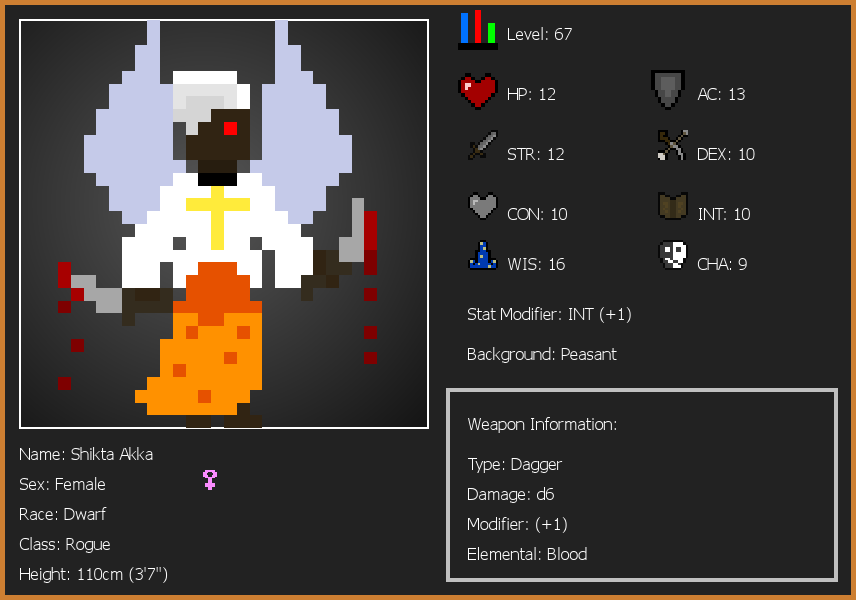 Level: 67
HP: 12
AC: 13
STR: 12
DEX: 10
CON: 10
INT: 10
WIS: 16
CHA: 9
Stat Modifier: INT (+1)
Background: Peasant
Weapon Information:
Type: Dagger
Damage: d6
Modifier: (+1)
Elemental: Blood
Name: Shikta Akka
Sex: Female
Race: Dwarf
Class: Rogue
Height: 110cm (3'7")